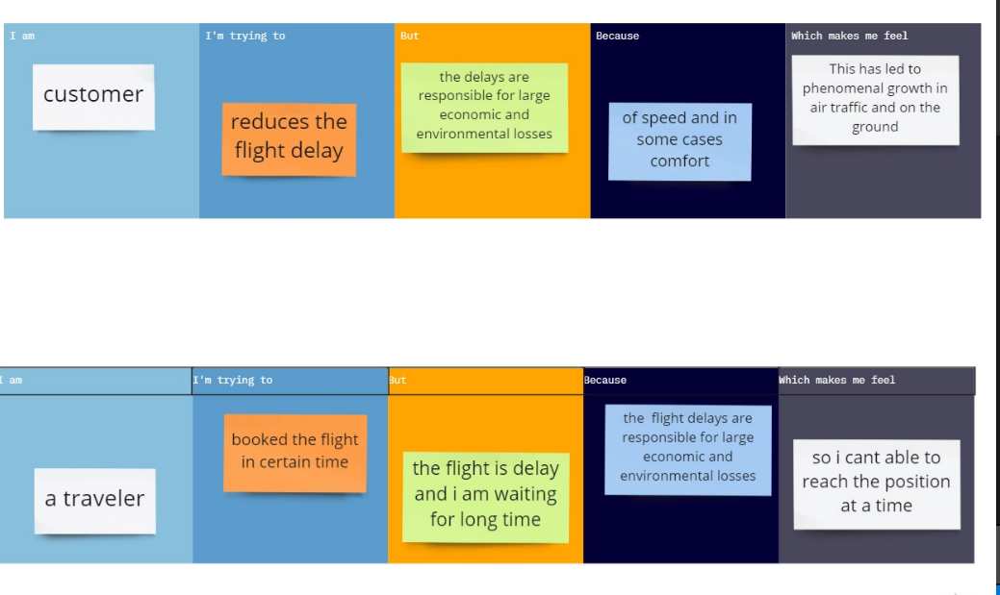 I am
I'm trying to
But
Because
Which makes me feel
customer
reduces the
flight delay
the delays are
responsible for large
economic and
environmental losses
of speed and in
some cases
comfort
This has led to
phenomenal growth in
air traffic and on the
ground
I am
I'm trying to
But
Because
Which makes me feel
a traveler
booked the flight
in certain time
the flight is delay
and i am waiting
for long time
the flight delays are
responsible for large
economic and
environmental losses
so i cant able to
reach the position
at a time